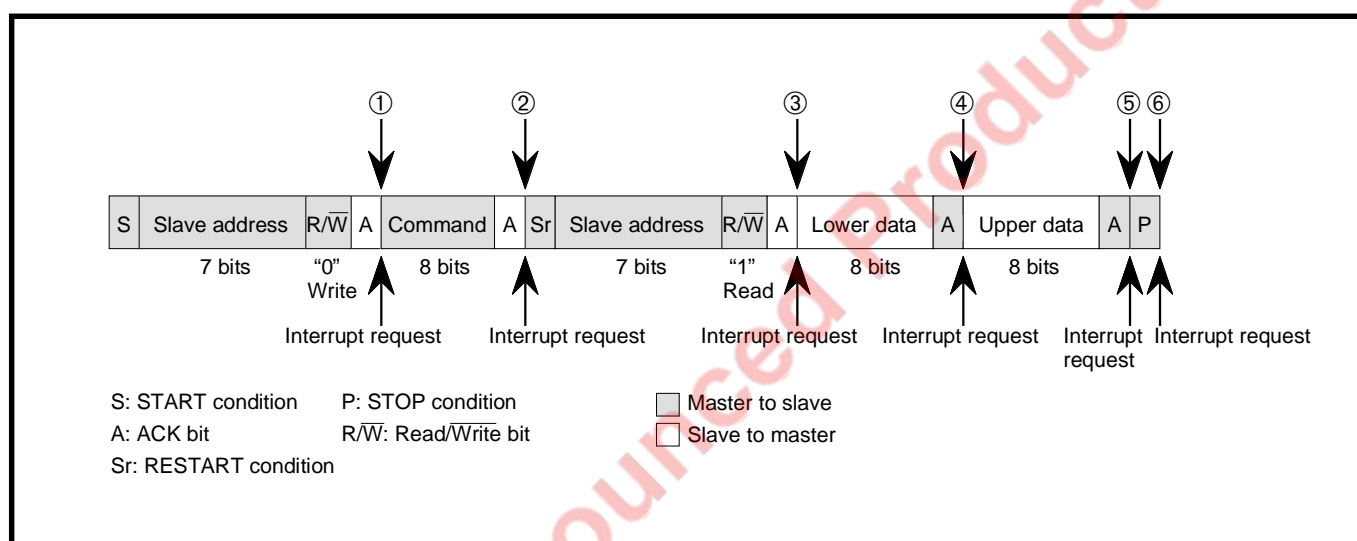 ① ② ③ ④ ⑤ ⑥
S Slave address R/W̅ A Command A Sr Slave address R/W̅ A Lower data A Upper data A P
7 bits “0” 8 bits 7 bits “1” 8 bits 8 bits
Write Read
Interrupt request Interrupt request Interrupt request Interrupt request Interrupt Interrupt request
request
S: START condition P: STOP condition Master to slave
A: ACK bit R/W̅: Read/W̅r̅i̅t̅e̅ bit Slave to master
Sr: RESTART condition